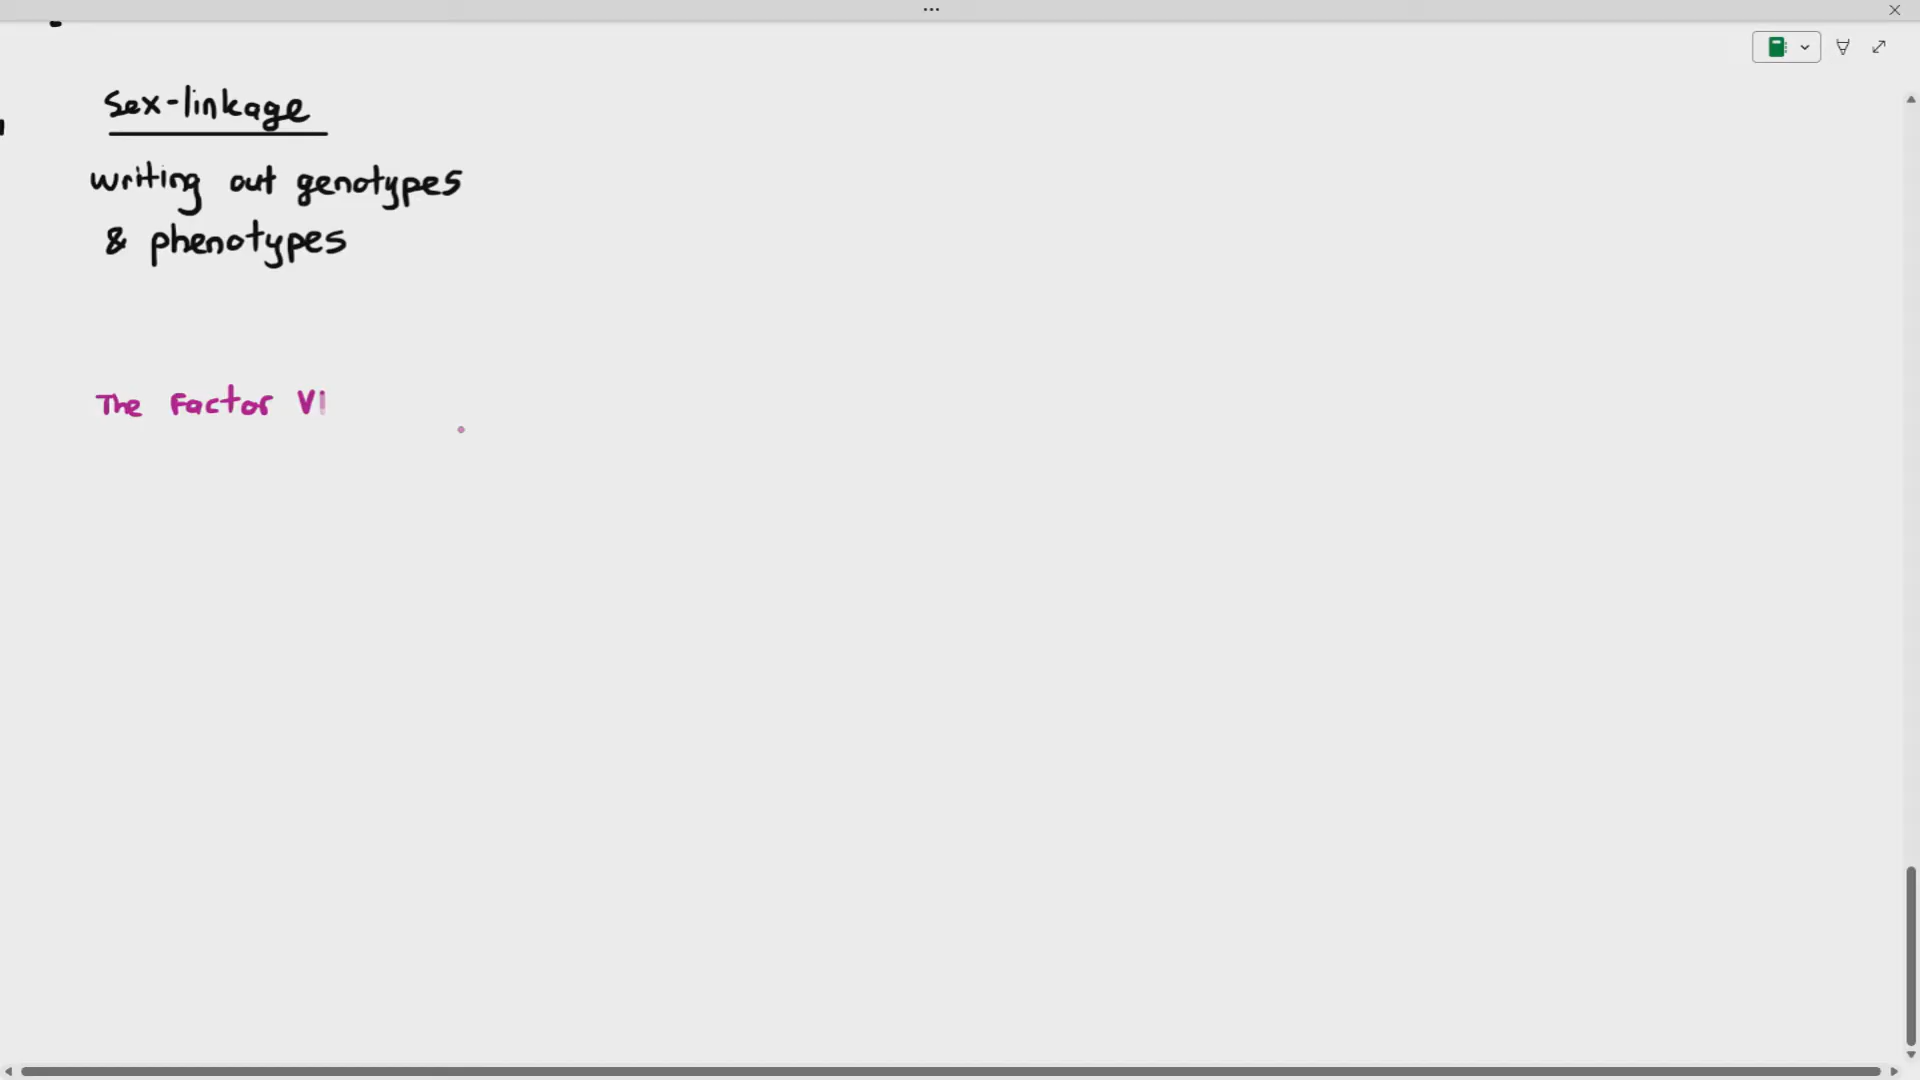 Sex-linkage
writing out genotypes
& phenotypes
The Factor VI